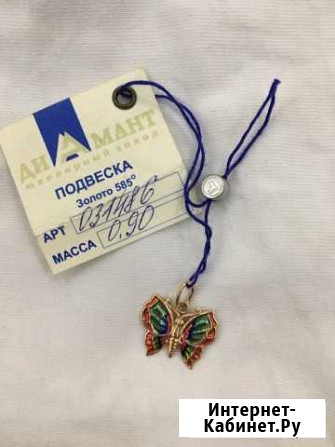 ДИАМАНТ
ювелирный завод
ПОДВЕСКА
Золото 585°
АРТ 031486
МАССА 0.90
Интернет-
Кабинет.Ру